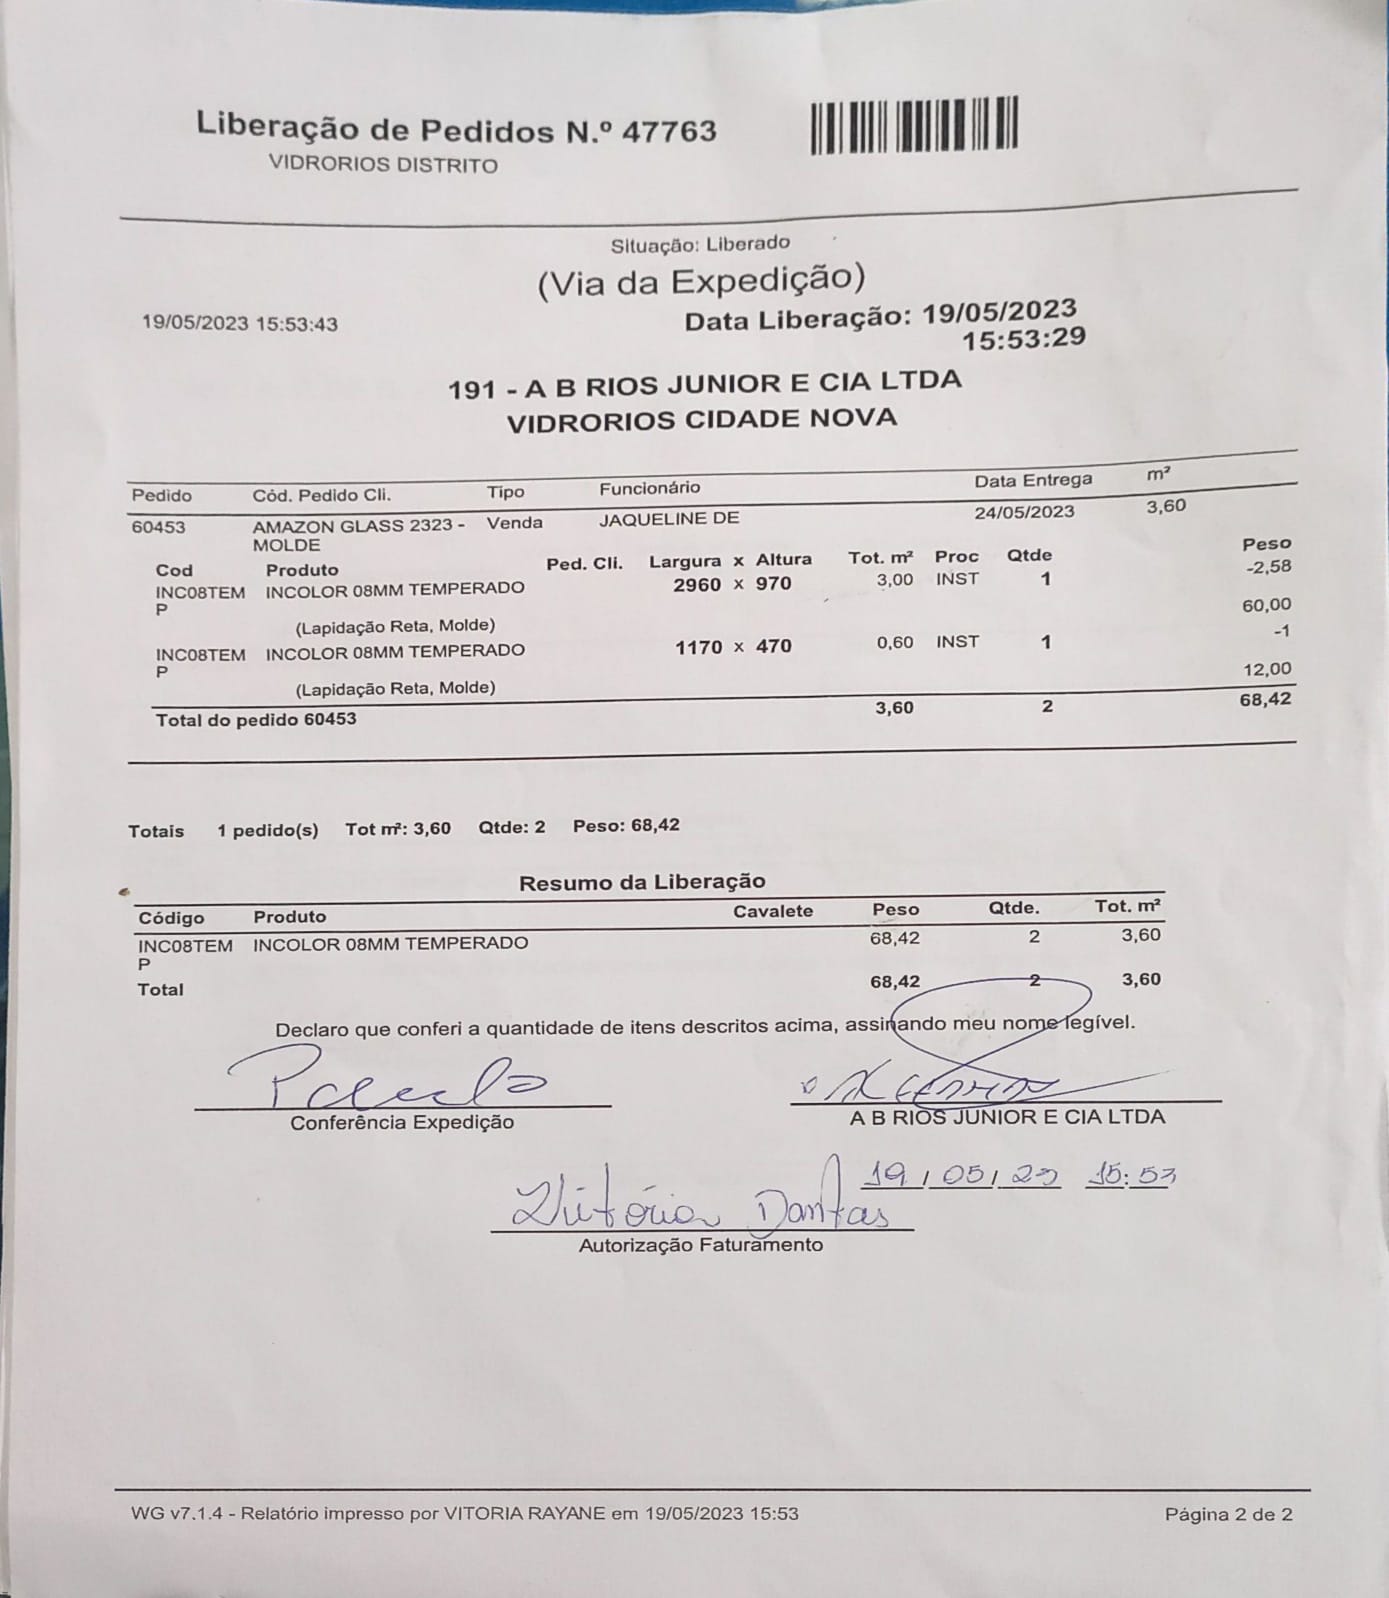 Liberação de Pedidos N.º 47763
VIDRORIOS DISTRITO
Situação: Liberado
(Via da Expedição)
19/05/2023 15:53:43
Data Liberação: 19/05/2023
15:53:29
191 - A B RIOS JUNIOR E CIA LTDA
VIDRORIOS CIDADE NOVA
Pedido Cód. Pedido Cli. Tipo Funcionário Data Entrega m²
60453 AMAZON GLASS 2323 - Venda JAQUELINE DE 24/05/2023 3,60
MOLDE
Cod Produto Ped. Cli. Largura x Altura Tot. m² Proc Qtde Peso
INC08TEM INCOLOR 08MM TEMPERADO 2960 x 970 3,00 INST 1 -2,58
P 60,00
(Lapidação Reta, Molde)
INC08TEM INCOLOR 08MM TEMPERADO 1170 x 470 0,60 INST 1 -1
P 12,00
(Lapidação Reta, Molde)
Total do pedido 60453 3,60 2 68,42
Totais 1 pedido(s) Tot m²: 3,60 Qtde: 2 Peso: 68,42
Resumo da Liberação
Código Produto Cavalete Peso Qtde. Tot. m²
INC08TEM INCOLOR 08MM TEMPERADO 68,42 2 3,60
P
Total 68,42 2 3,60
Declaro que conferi a quantidade de itens descritos acima, assinando meu nome legível.
Conferência Expedição A B RIOS JUNIOR E CIA LTDA
19/05/23 15:53
Vitória Dantas
Autorização Faturamento
WG v7.1.4 - Relatório impresso por VITORIA RAYANE em 19/05/2023 15:53 Página 2 de 2